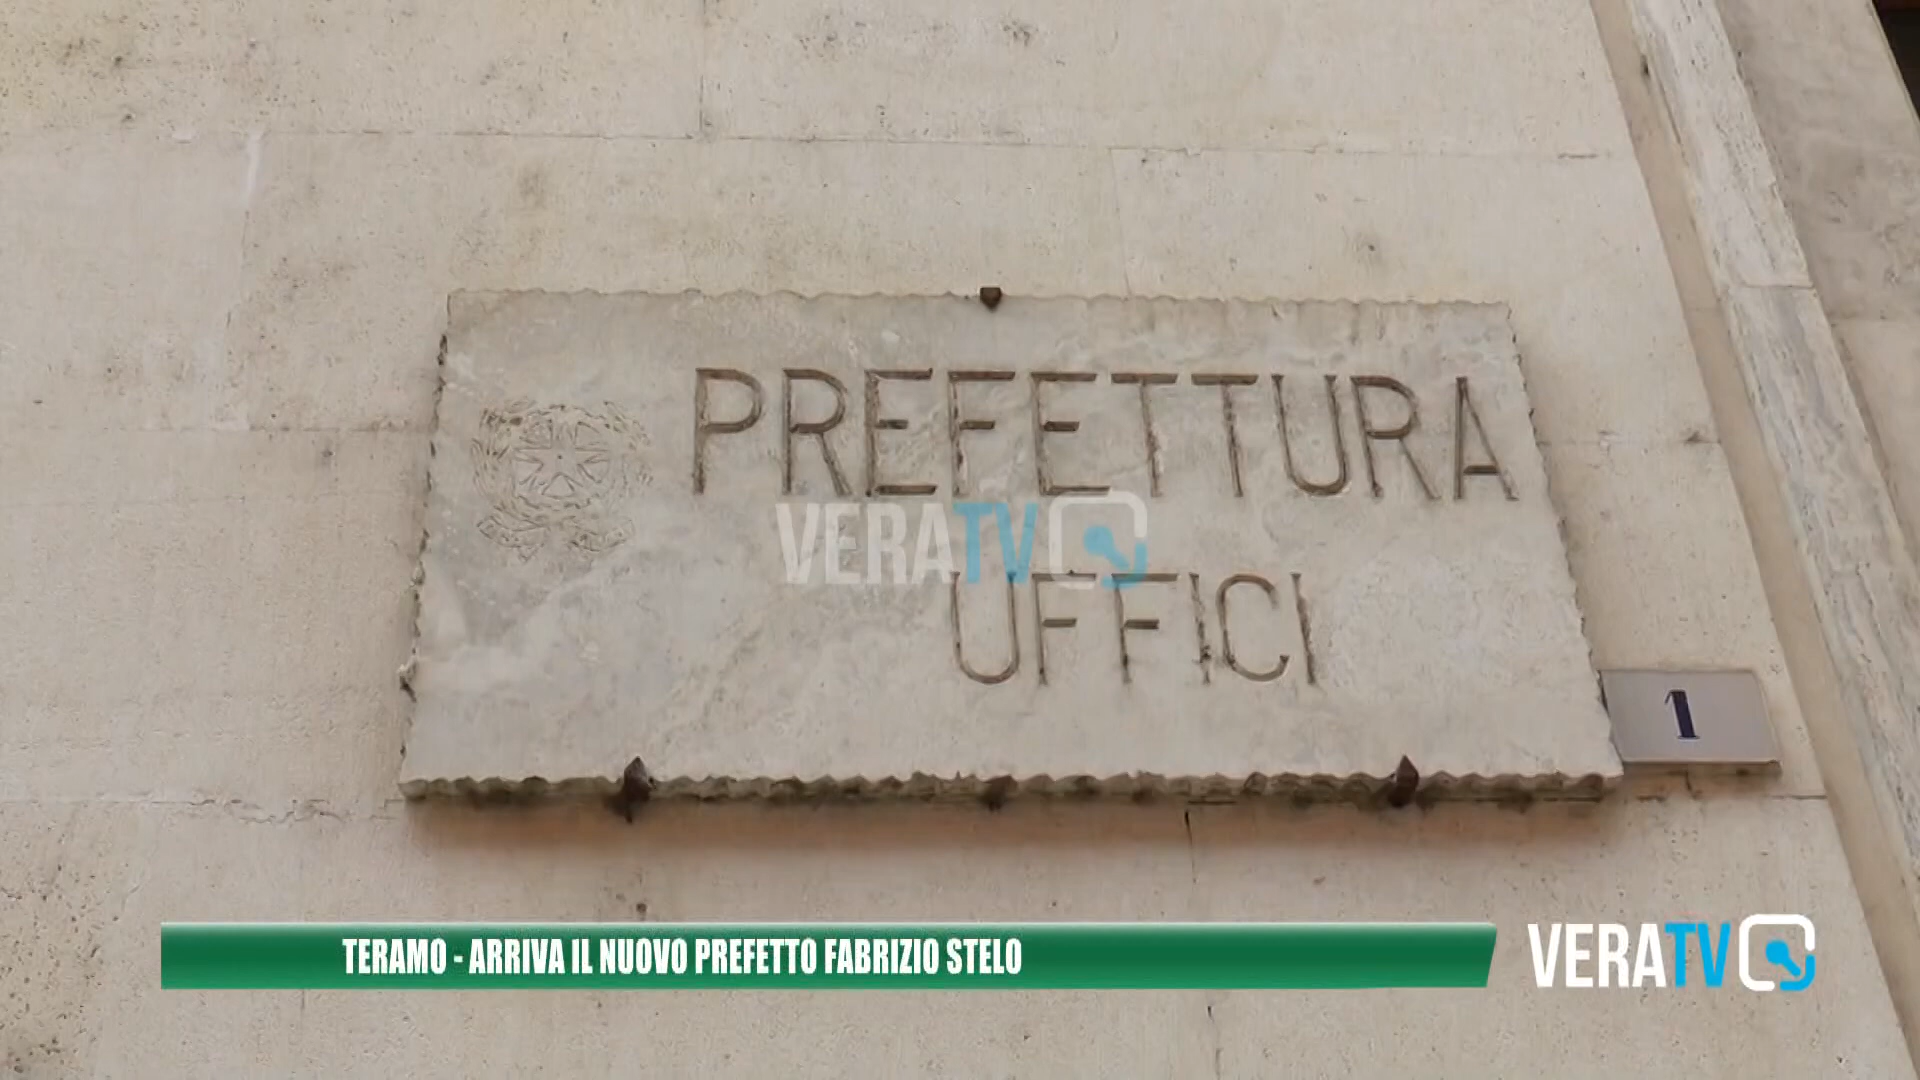 PREFETTURA
VERATV
UFFICI
1
TERAMO - ARRIVA IL NUOVO PREFETTO FABRIZIO STELO
VERATV